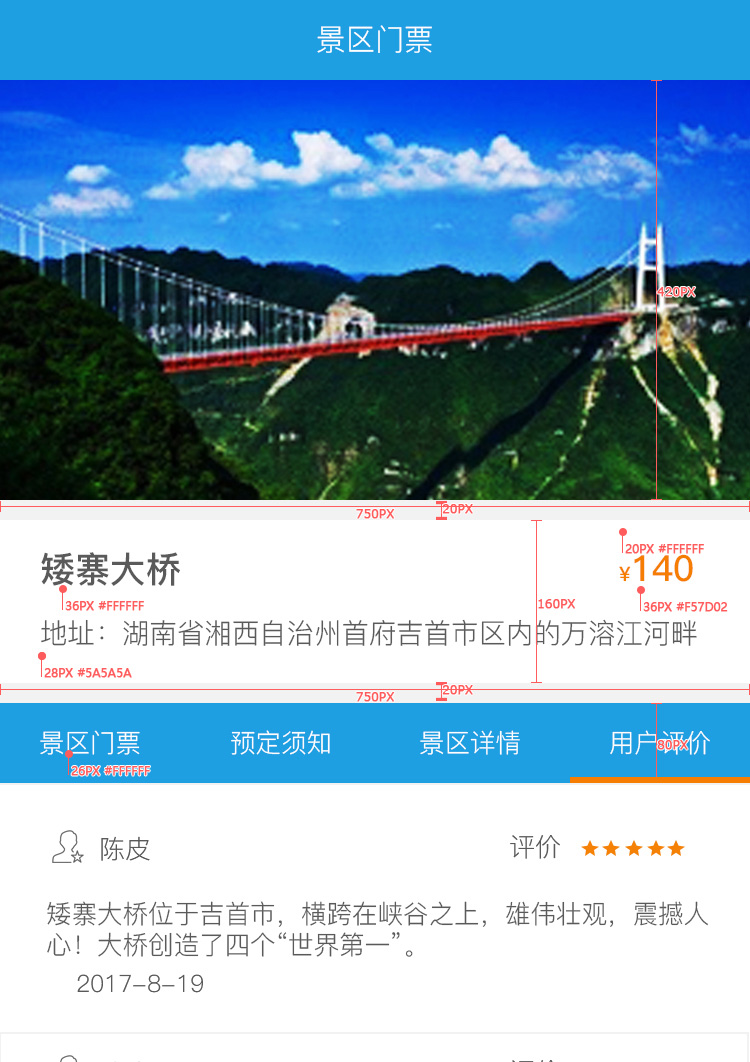 景区门票
420PX
750PX
20PX
矮寨大桥
20PX #FFFFFF
¥140
36PX #FFFFFF
160PX
36PX #F57D02
地址：湖南省湘西自治州首府吉首市区内的万溶江河畔
28PX #5A5A5A
750PX
20PX
景区门票 预定须知 景区详情 用户评价
80PX
26PX #FFFFFF
陈皮 评价
矮寨大桥位于吉首市，横跨在峡谷之上，雄伟壮观，震撼人
心！大桥创造了四个“世界第一”。
2017-8-19